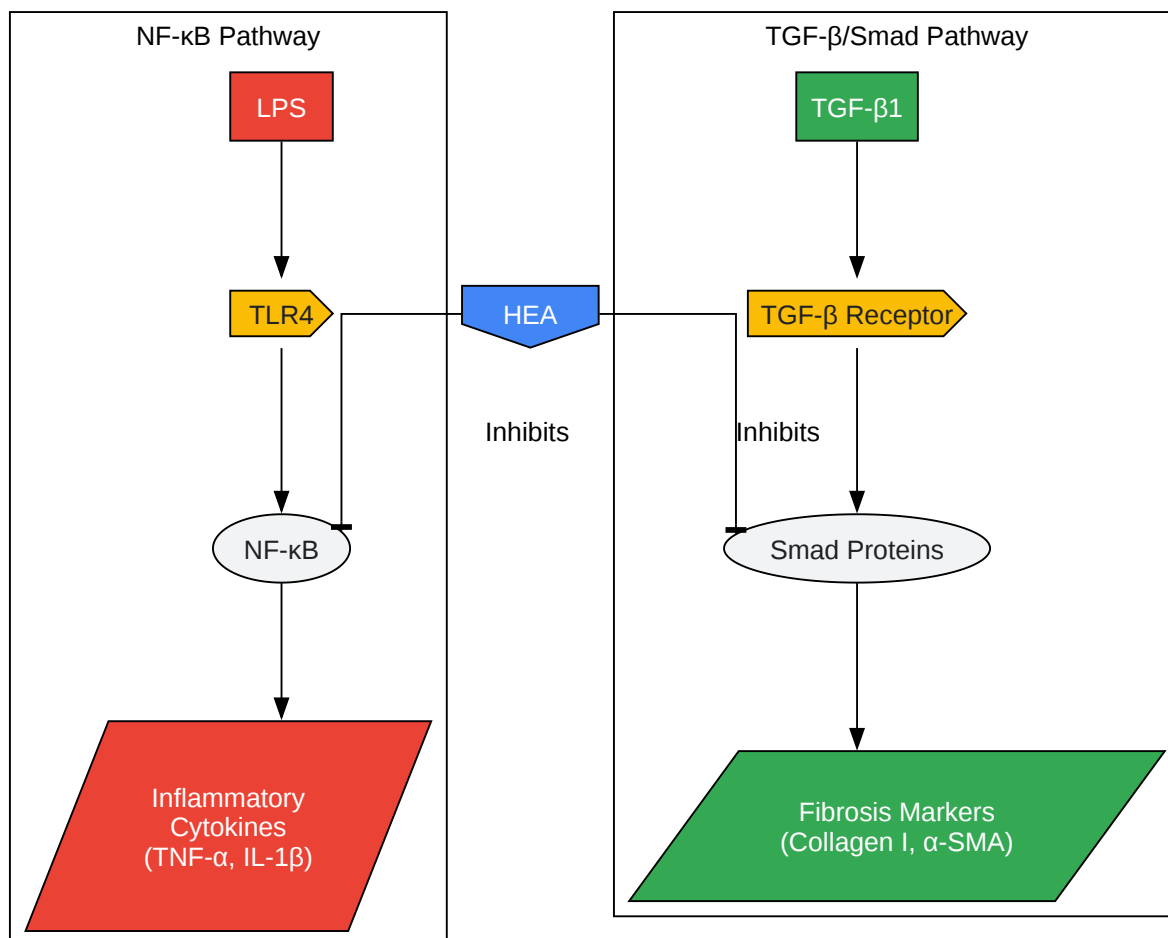 NF-κB Pathway
LPS
TLR4
NF-κB
Inflammatory
Cytokines
(TNF-α, IL-1β)
HEA
Inhibits
Inhibits
TGF-β/Smad Pathway
TGF-β1
TGF-β Receptor
Smad Proteins
Fibrosis Markers
(Collagen I, α-SMA)